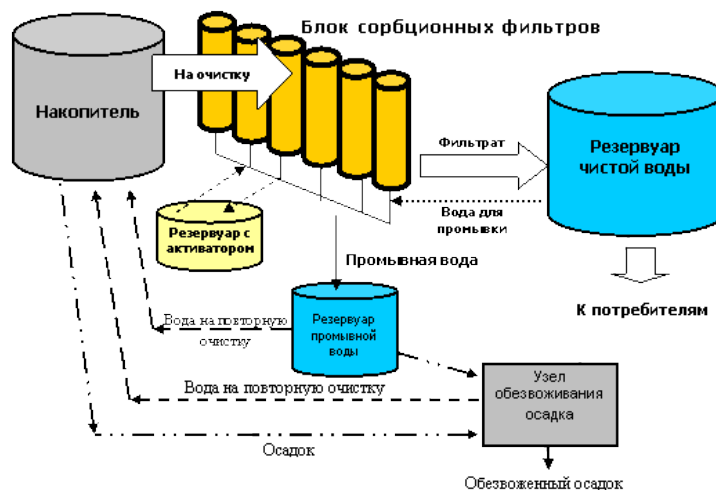 Блок сорбционных фильтров
На очистку
Накопитель
Фильтрат
Резервуар
чистой воды
Вода для
промывки
Резервуар с
активатором
Промывная вода
К потребителям
Вода на повторную
очистку
Резервуар
промывной
воды
Узел
обезвоживания
осадка
Вода на повторную очистку
Осадок
Обезвоженный осадок